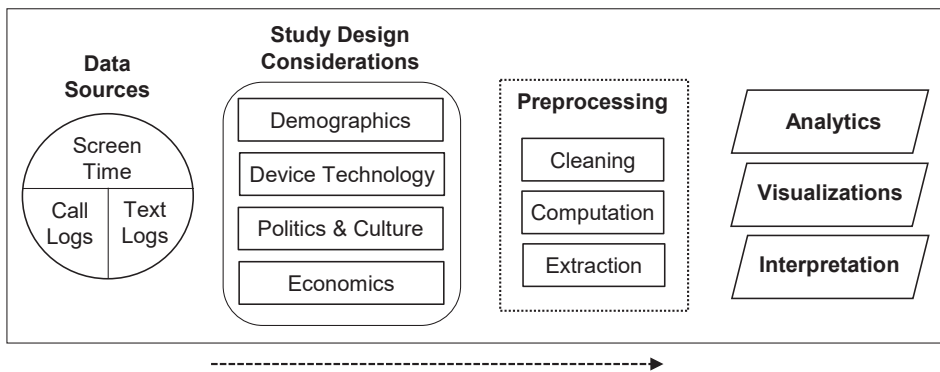 Data
Sources
Screen
Time
Call
Logs
Text
Logs
Study Design
Considerations
Demographics
Device Technology
Politics & Culture
Economics
Preprocessing
Cleaning
Computation
Extraction
Analytics
Visualizations
Interpretation